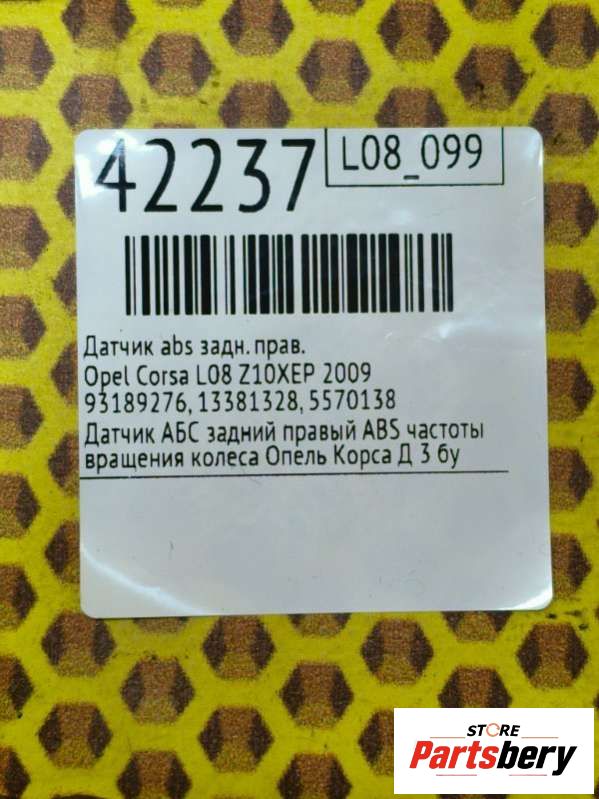 42237
L08_099
Датчик abs задн. прав.
Opel Corsa L08 Z10XEP 2009
93189276, 13381328, 5570138
Датчик АБС задний правый ABS частоты
вращения колеса Опель Корса Д 3 бу
STORE
Partsbery